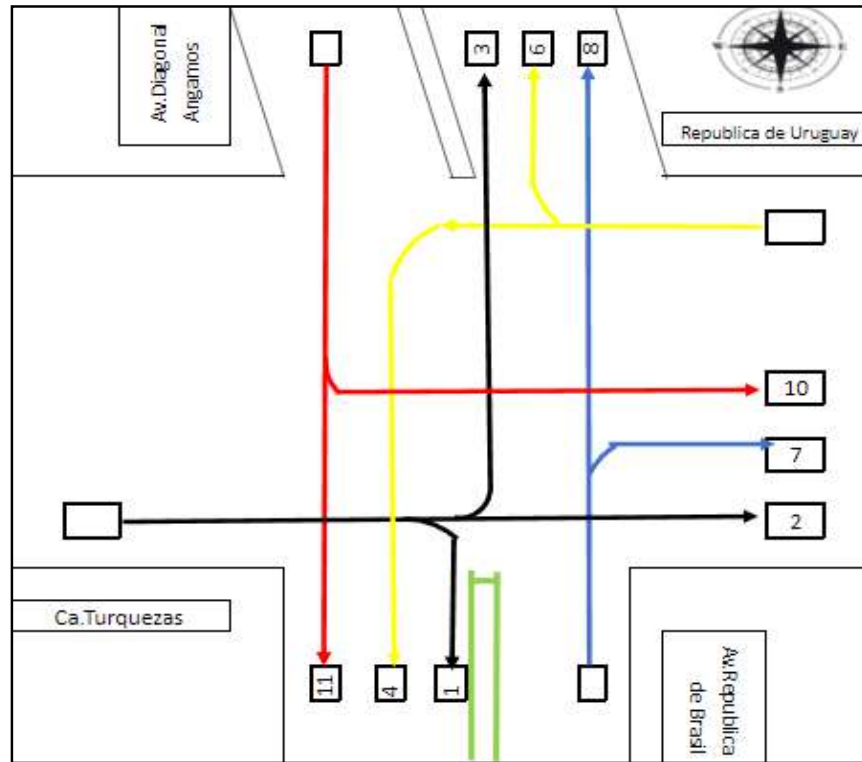 Av.Diagonal
Angamos
3
6
8
Republica de Uruguay
10
7
2
Ca.Turquezas
11
4
1
Av.Republica
de Brasil